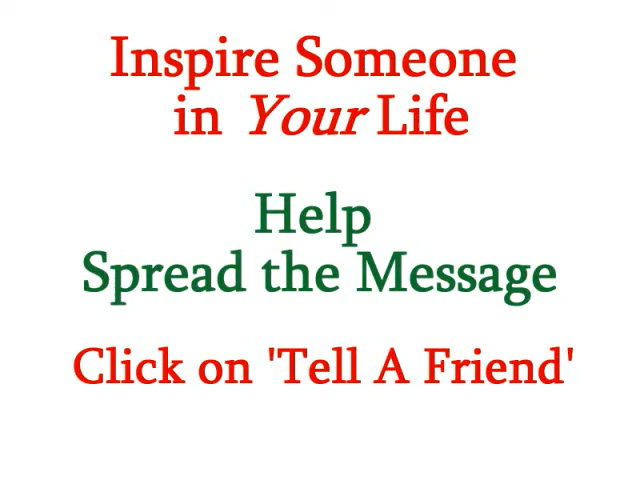 Inspire Someone
in Your Life
Help
Spread the Message
Click on 'Tell A Friend'